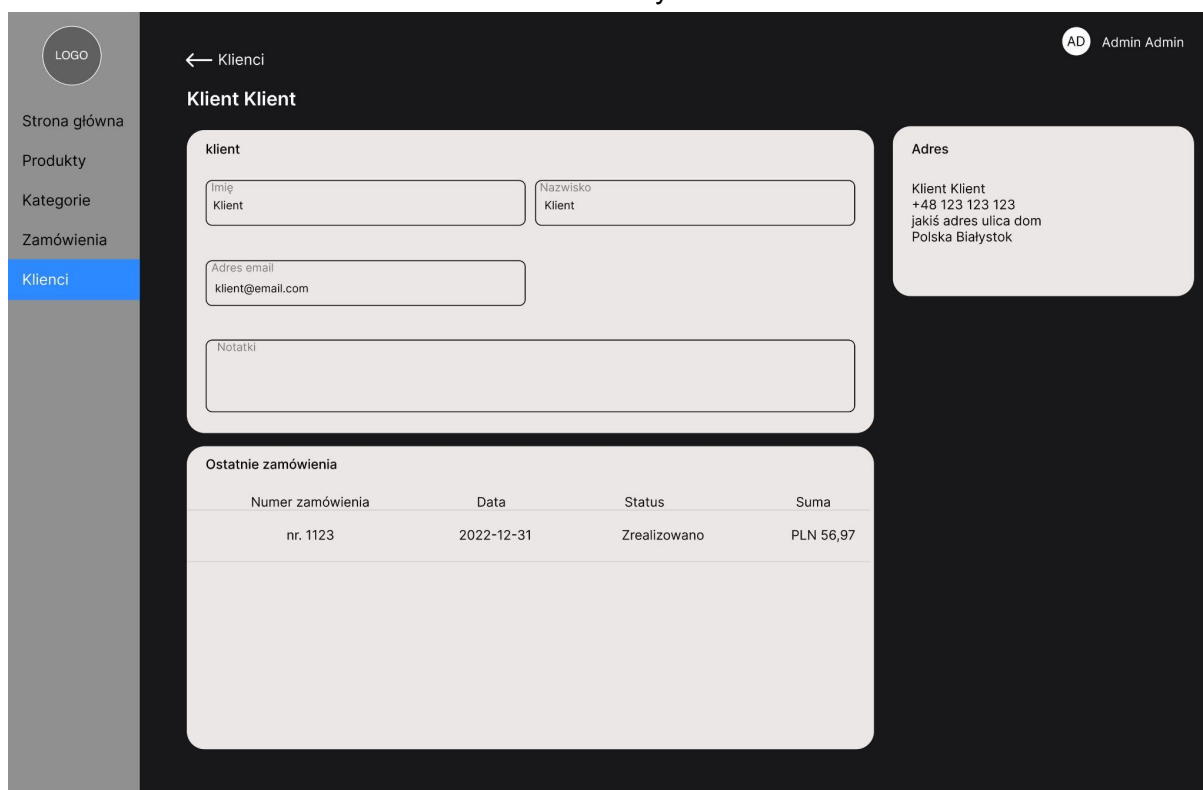 LOGO
Strona główna
Produkty
Kategorie
Zamówienia
Klienci
Klienci
AD Admin Admin
Klient Klient
klient
Imię
Klient
Nazwisko
Klient
Adres email
klient@email.com
Notatki
Adres
Klient Klient
+48 123 123 123
jakiś adres ulica dom
Polska Białystok
Ostatnie zamówienia
Numer zamówienia Data Status Suma
nr. 1123 2022-12-31 Zrealizowano PLN 56,97